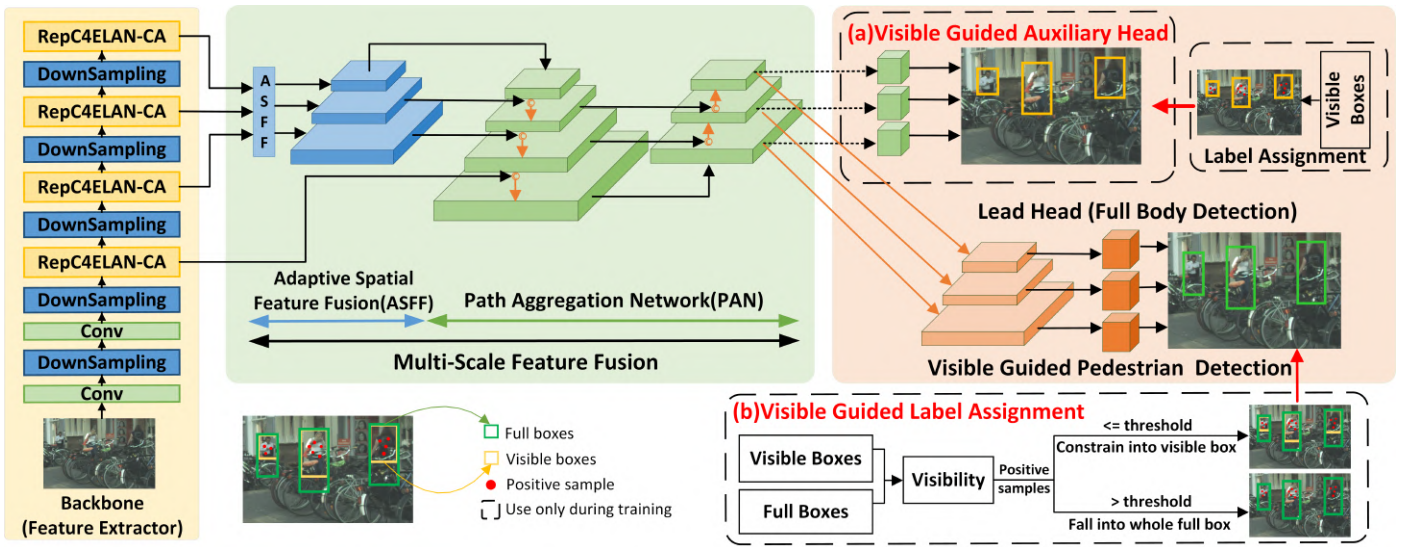 RepC4ELAN-CA
DownSampling
RepC4ELAN-CA
DownSampling
RepC4ELAN-CA
DownSampling
RepC4ELAN-CA
DownSampling
Conv
DownSampling
Conv
Backbone
(Feature Extractor)
A
S
F
F
Adaptive Spatial
Feature Fusion(ASFF)
Path Aggregation Network(PAN)
Multi-Scale Feature Fusion
(a)Visible Guided Auxiliary Head
Visible
Boxes
Label Assignment
Lead Head (Full Body Detection)
Visible Guided Pedestrian Detection
Full boxes
Visible boxes
Positive sample
Use only during training
(b)Visible Guided Label Assignment
Visible Boxes
Full Boxes
Visibility
Positive
samples
<= threshold
Constrain into visible box
> threshold
Fall into whole full box